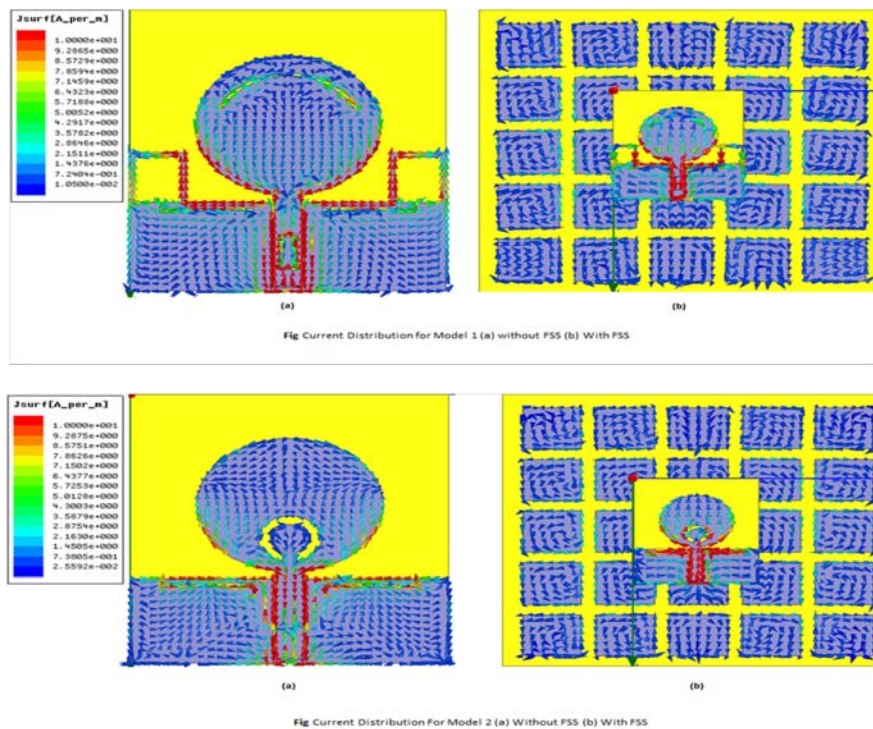 Jsurf[A_per_m]
1.0000e+001
9.2865e+000
8.5729e+000
7.8594e+000
7.1459e+000
6.4323e+000
5.7188e+000
5.0052e+000
4.2917e+000
3.5782e+000
2.8646e+000
2.1511e+000
1.4376e+000
7.2404e-001
1.0500e-002
(a)
(b)
Fig Current Distribution for Model 1 (a) without FSS (b) With FSS
Jsurf[A_per_m]
1.0000e+001
9.2875e+000
8.5751e+000
7.8626e+000
7.1502e+000
6.4377e+000
5.7253e+000
5.0128e+000
4.3003e+000
3.5879e+000
2.8754e+000
2.1630e+000
1.4505e+000
7.3805e-001
2.5592e-002
(a)
(b)
Fig Current Distribution For Model 2 (a) Without FSS (b) With FSS